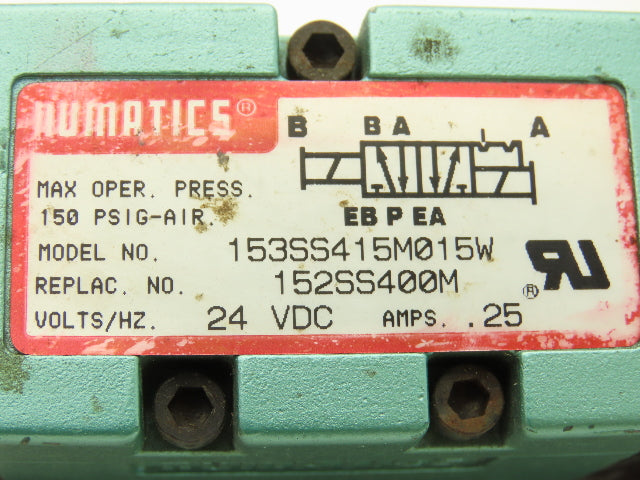 NUMATICS®
B B A A
EB P EA
MAX OPER. PRESS.
150 PSIG-AIR.
MODEL NO. 153SS415M015W
REPLAC. NO. 152SS400M
VOLTS/HZ. 24 VDC AMPS. .25
RU ®